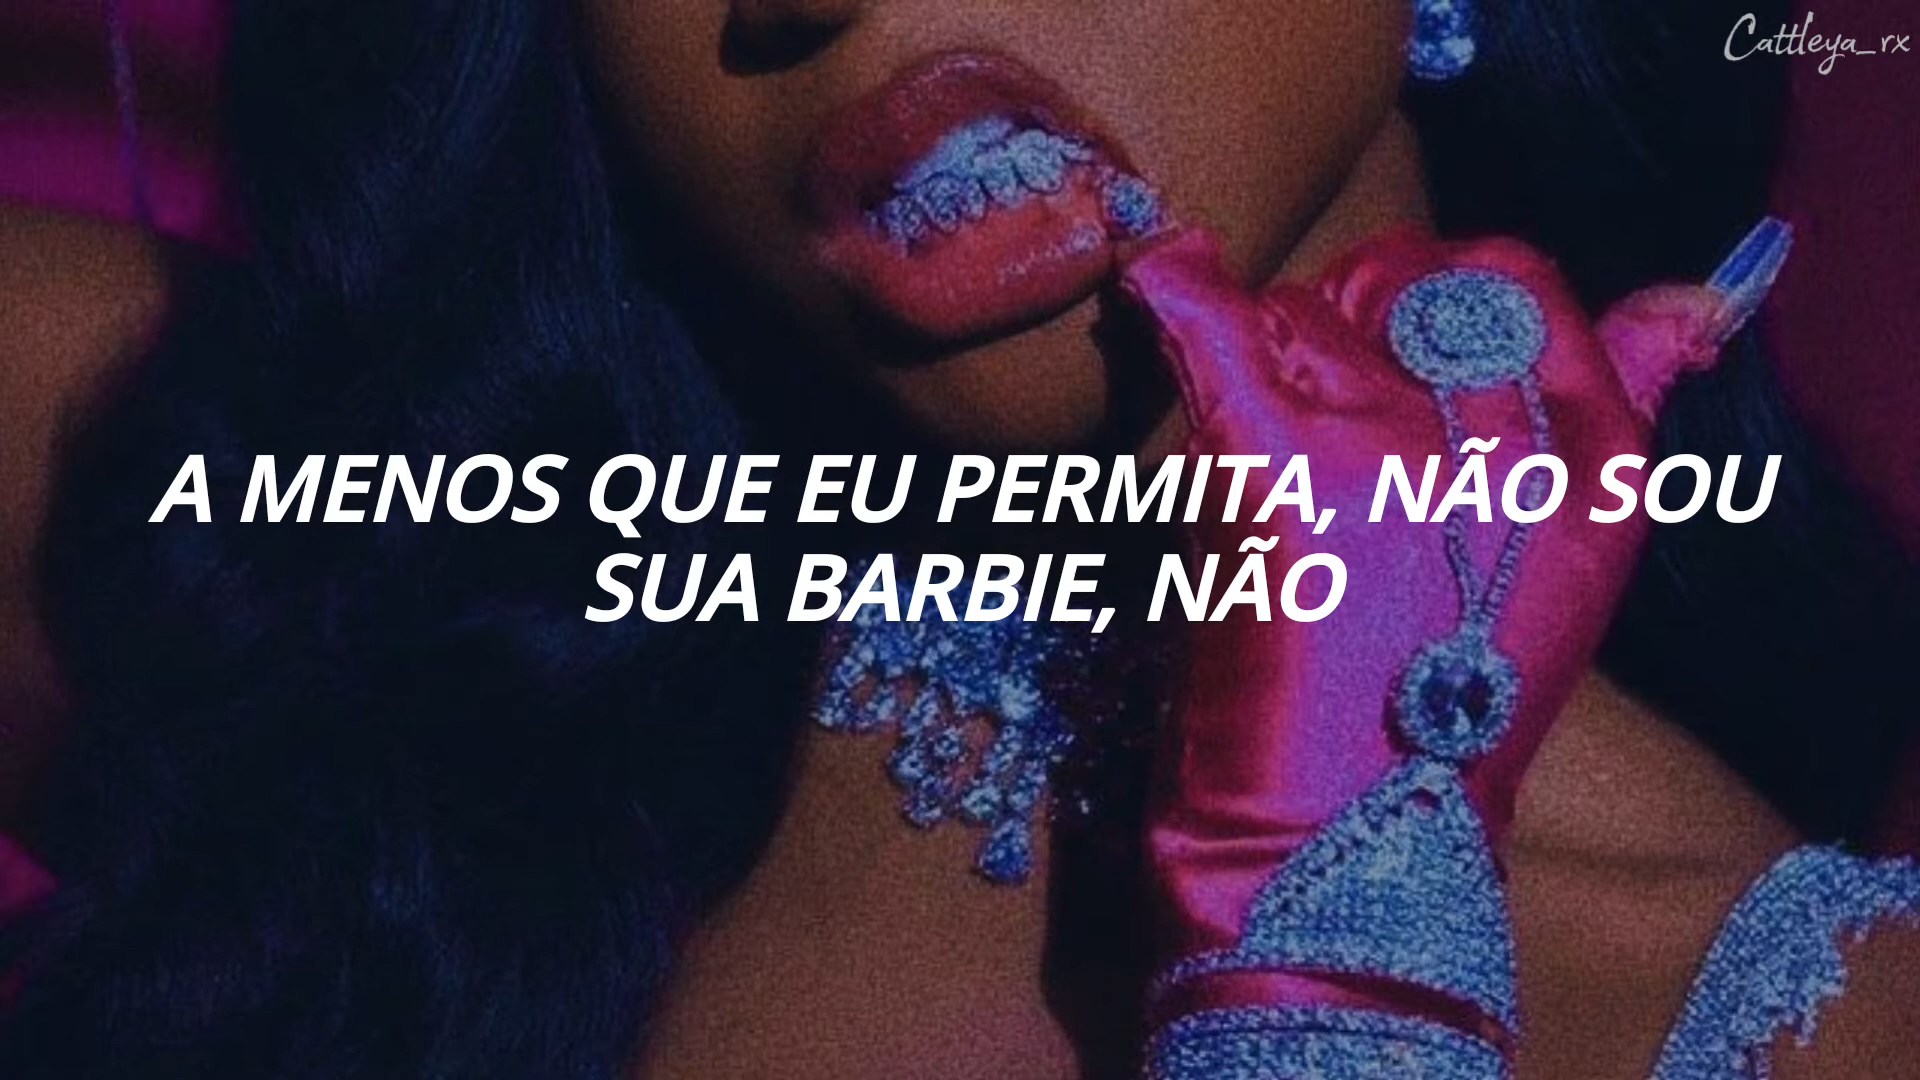 Cattleya_rx
A MENOS QUE EU PERMITA, NÃO SOU
SUA BARBIE, NÃO